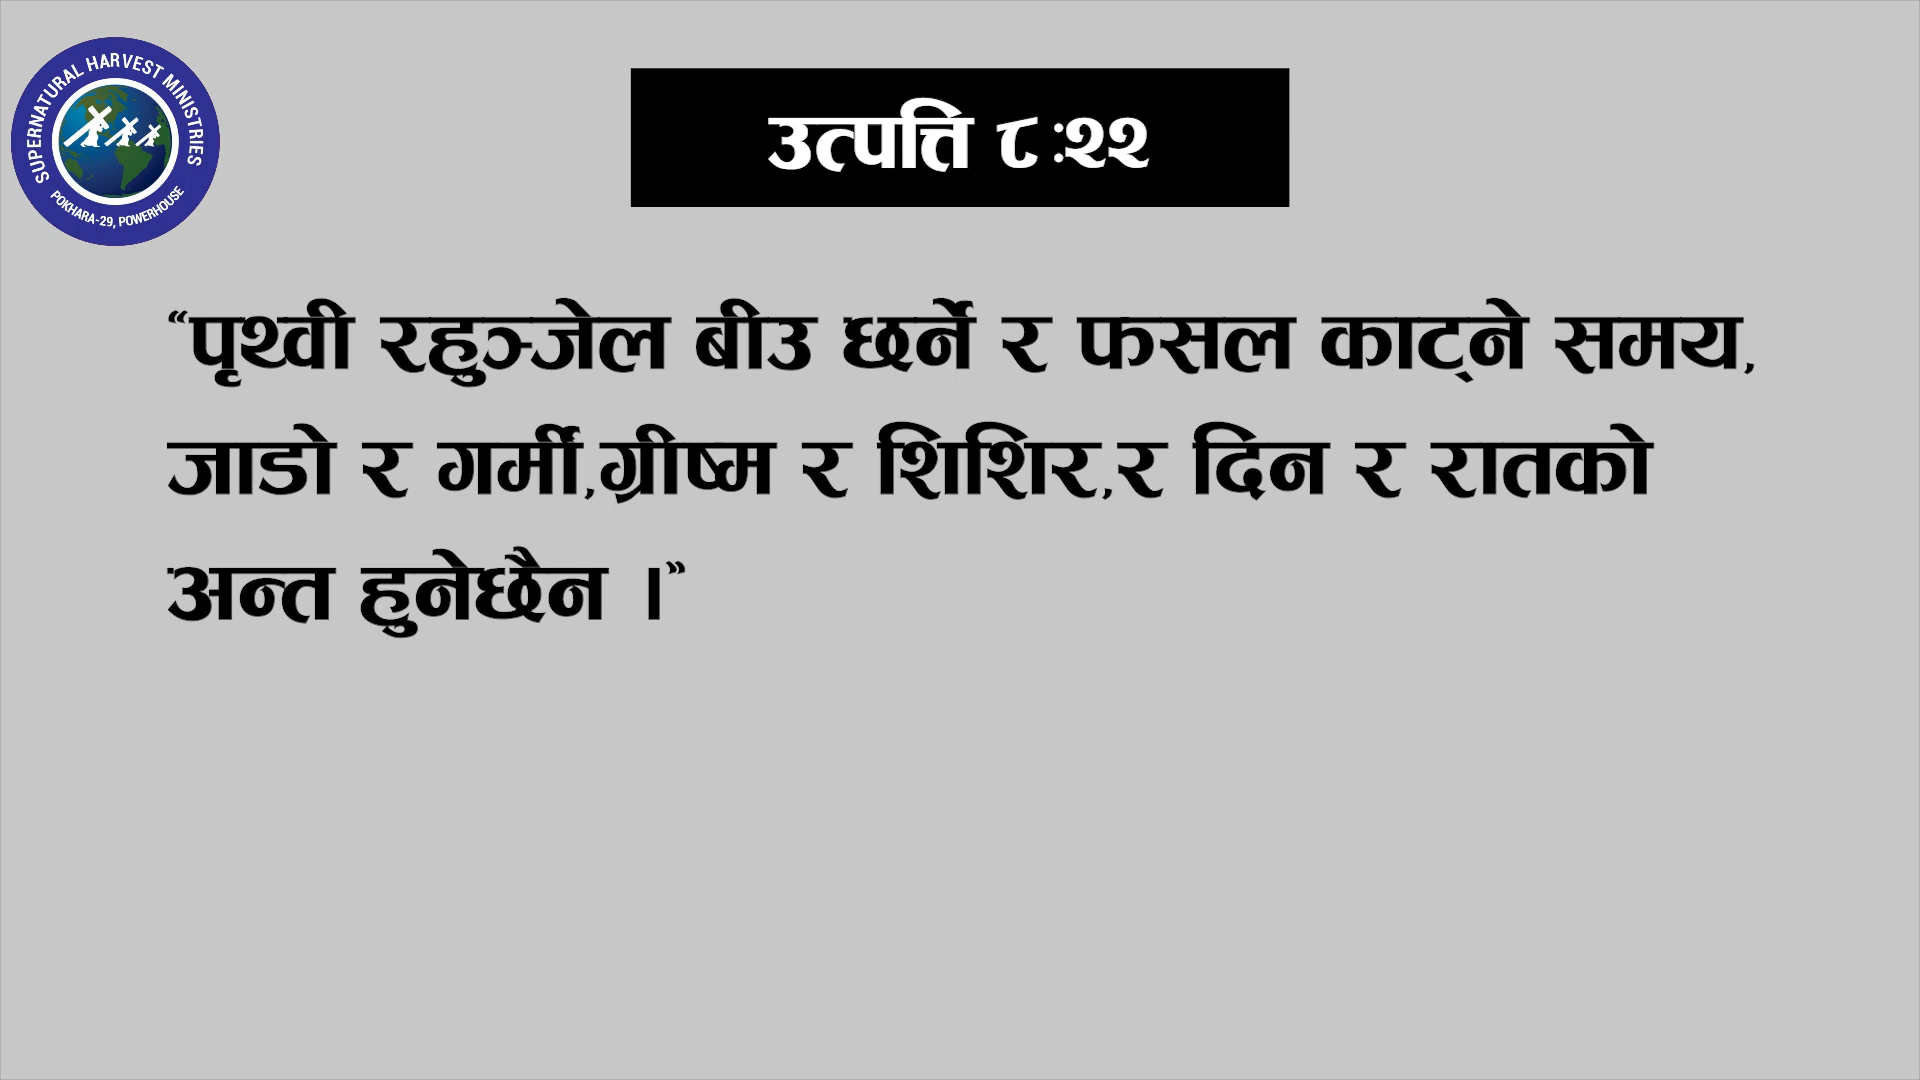 SUPERNATURAL HARVEST MINISTRIES
POKHARA-29, POWERHOUSE
उत्पत्ति ८:२२
“पृथ्वी रहुञ्जेल बीउ छर्ने र फसल काट्ने समय,
जाडो र गर्मी,ग्रीष्म र शिशिर,र दिन र रातको
अन्त हुनेछैन ।”